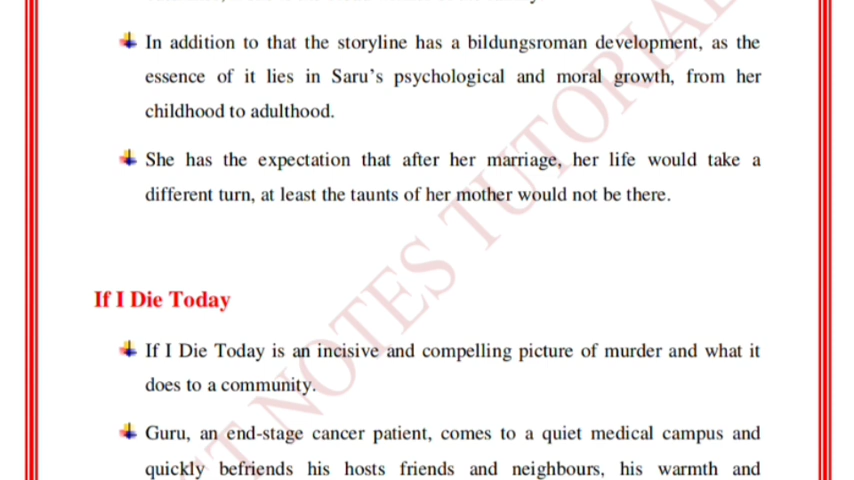 In addition to that the storyline has a bildungsroman development, as the
essence of it lies in Saru's psychological and moral growth, from her
childhood to adulthood.
She has the expectation that after her marriage, her life would take a
different turn, at least the taunts of her mother would not be there.
If I Die Today
If I Die Today is an incisive and compelling picture of murder and what it
does to a community.
Guru, an end-stage cancer patient, comes to a quiet medical campus and
quickly befriends his hosts friends and neighbours, his warmth and
NOTES TUTORIAL